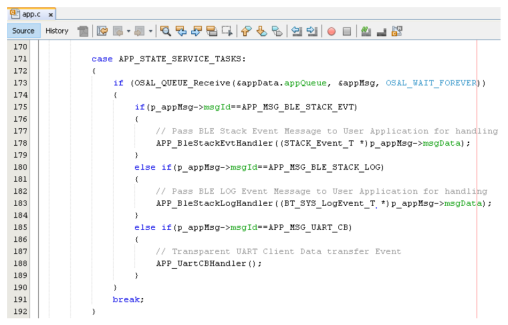 app.c x
Source History
170
171 case APP_STATE_SERVICE_TASKS:
172 {
173 if (OSAL_QUEUE_Receive(&appData.appQueue, &appMsg, OSAL_WAIT_FOREVER))
174 {
175 if(p_appMsg->msgId==APP_MSG_BLE_STACK_EVT)
176 {
177 // Pass BLE Stack Event Message to User Application for handling
178 APP_BleStackEvtHandler((STACK_Event_T *)p_appMsg->msgData);
179 }
180 else if(p_appMsg->msgId==APP_MSG_BLE_STACK_LOG)
181 {
182 // Pass BLE LOG Event Message to User Application for handling
183 APP_BleStackLogHandler((BT_SYS_LogEvent_T *)p_appMsg->msgData);
184 }
185 else if(p_appMsg->msgId==APP_MSG_UART_CB)
186 {
187 // Transparent UART Client Data transfer Event
188 APP_UartCBHandler();
189 }
190 }
191 break;
192 }